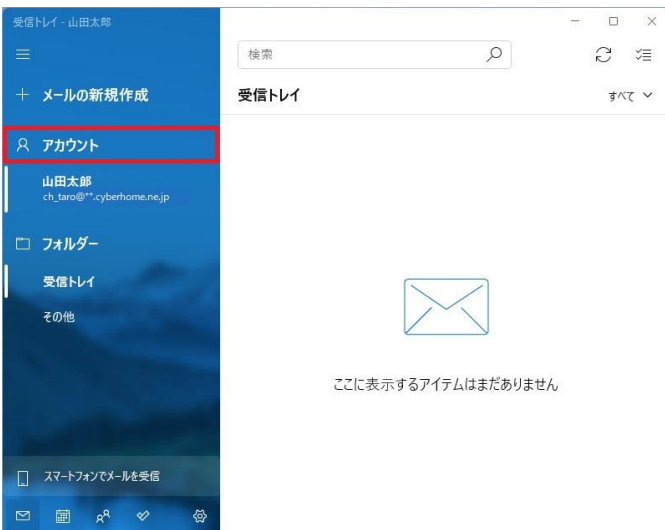 受信トレイ - 山田太郎
検索
メールの新規作成
受信トレイ
すべて
アカウント
山田太郎
ch_taro@**.cyberhome.ne.jp
フォルダー
受信トレイ
その他
ここに表示するアイテムはまだありません
スマートフォンでメールを受信